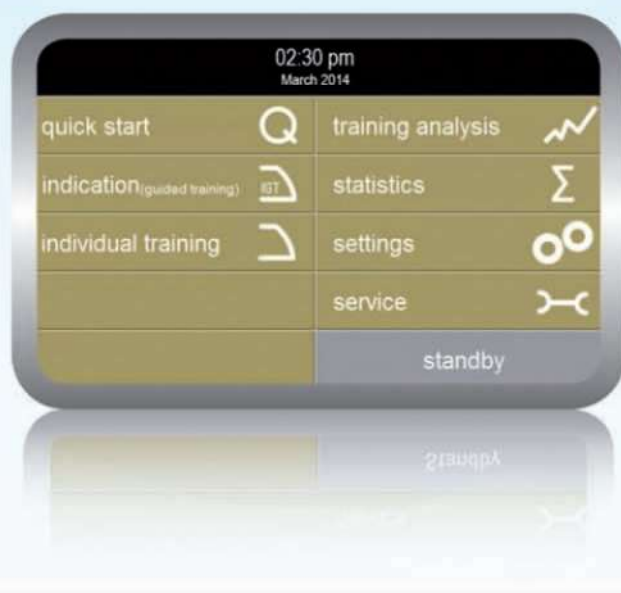 02:30 pm
March 2014
quick start Q
training analysis
indication(guided training) IGT
statistics Σ
individual training
settings
service
standby
Standby